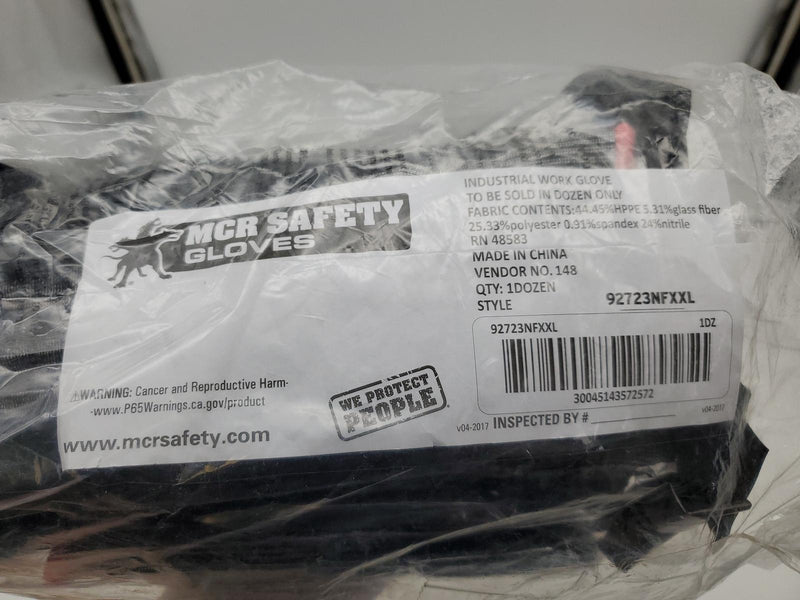 MCR SAFETY
GLOVES
INDUSTRIAL WORK GLOVE
TO BE SOLD IN DOZEN ONLY
FABRIC CONTENTS:44.45%HPPE 5.31%glass fiber
25.33%polyester 0.91%spandex 24%nitrile
RN 48583
MADE IN CHINA
VENDOR NO. 148
QTY: 1DOZEN
STYLE 92723NFXXL
92723NFXXL 1DZ
30045143572572
v04-2017 INSPECTED BY # v04-2017
⚠WARNING: Cancer and Reproductive Harm-
-www.P65Warnings.ca.gov/product
WE PROTECT
PEOPLE
www.mcrsafety.com